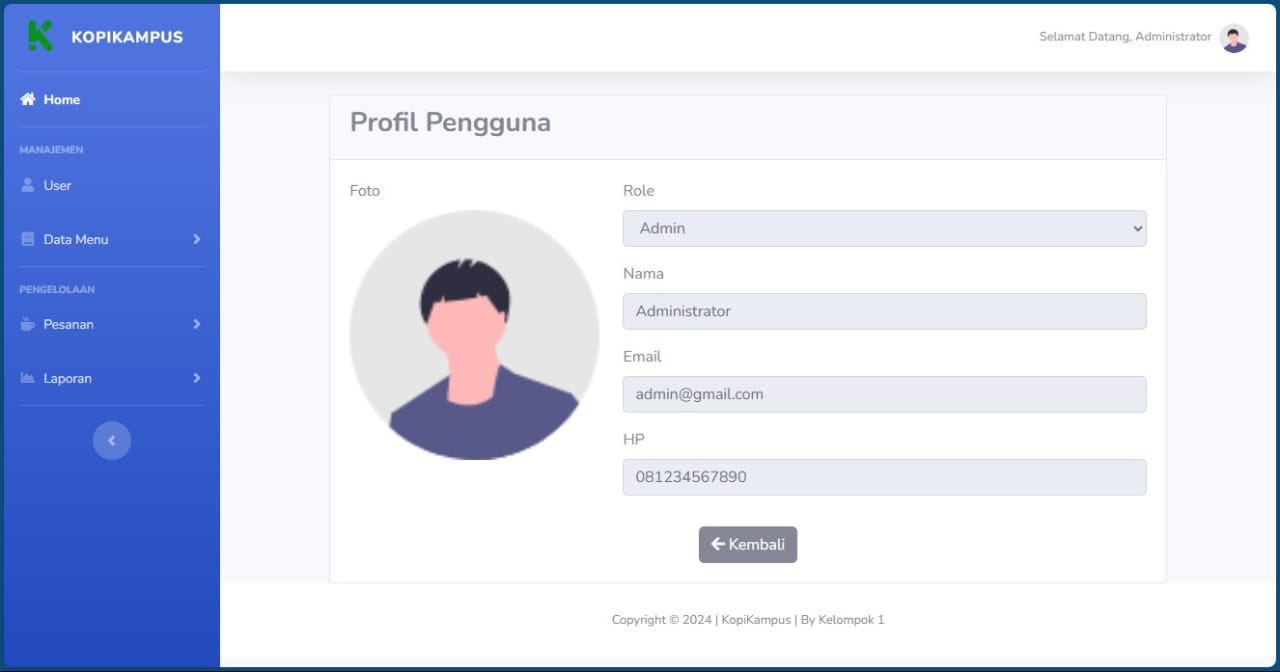 KOPIKAMPUS
Selamat Datang, Administrator
Home
MANAJEMEN
User
Data Menu
PENGELOLAAN
Pesanan
Laporan
Profil Pengguna
Foto
Role
Admin
Nama
Administrator
Email
admin@gmail.com
HP
081234567890
Kembali
Copyright © 2024 | KopiKampus | By Kelompok 1